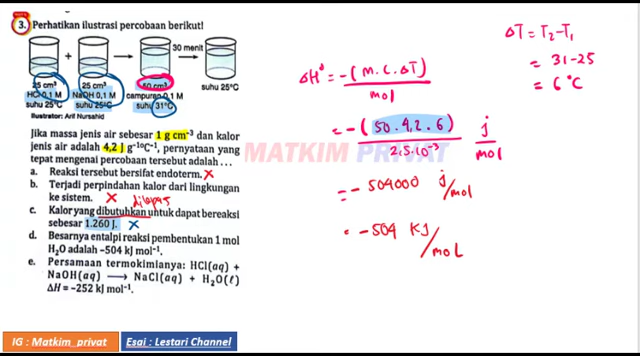 3. Perhatikan ilustrasi percobaan berikut!
+
30 menit
25 cm³ 25 cm³ 50 cm³ suhu 25°C
HCl 0,1 M NaOH 0,1 M campuran 0,1 M
suhu 25°C suhu 25°C suhu 31°C
Ilustrator: Arif Nursahid
Jika massa jenis air sebesar 1 g cm⁻³ dan kalor
jenis air adalah 4,2 J g⁻¹°C⁻¹, pernyataan yang
tepat mengenai percobaan tersebut adalah . . . .
a. Reaksi tersebut bersifat endoterm. X
b. Terjadi perpindahan kalor dari lingkungan
ke sistem. X dilepas
c. Kalor yang dibutuhkan untuk dapat bereaksi
sebesar 1.260 J. X
d. Besarnya entalpi reaksi pembentukan 1 mol
H₂O adalah –504 kJ mol⁻¹.
e. Persamaan termokimianya: HCl(aq) +
NaOH(aq) ⟶ NaCl(aq) + H₂O(ℓ)
ΔH = –252 kJ mol⁻¹.
ΔT = T₂ - T₁
= 31 - 25
= 6 °C
ΔH° = -(m. c. ΔT)
mol
= -(50 . 4,2 . 6) j
2,5.10⁻³ mol
= -504000 j/mol
= -504 KJ/mol
MATKIM PRIVAT
IG : Matkim_privat
Esai : Lestari Channel